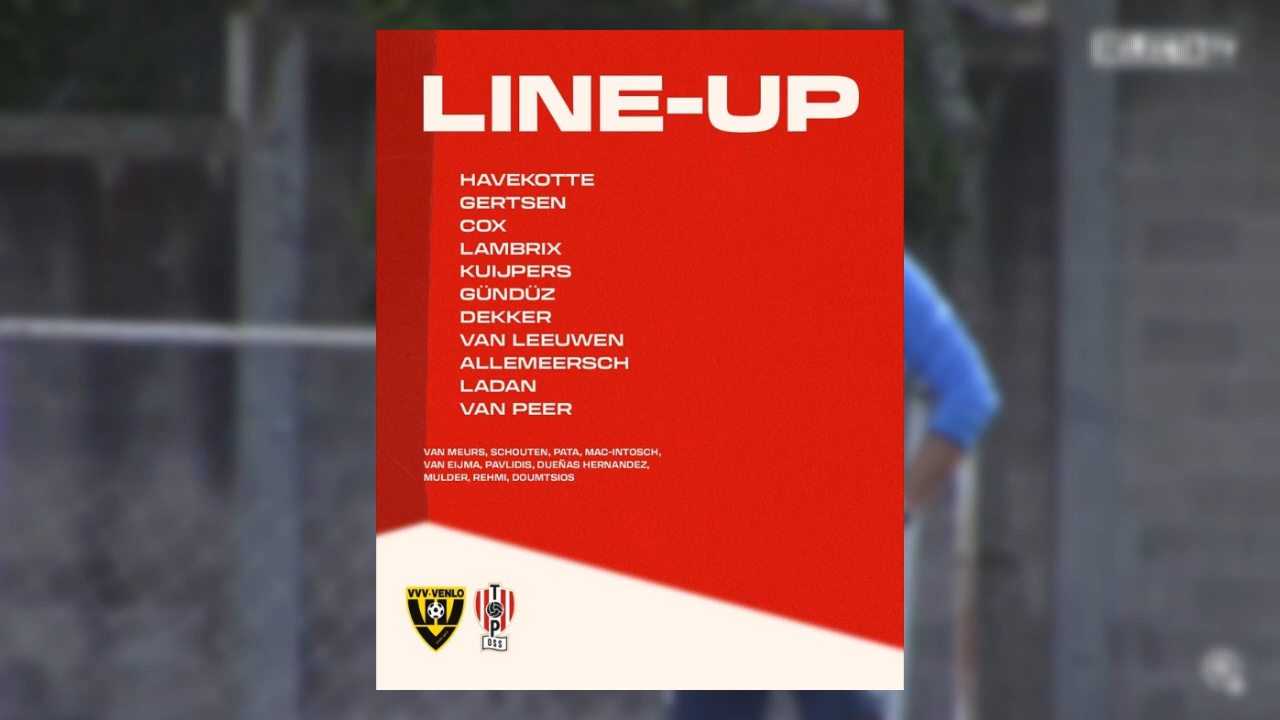 LINE-UP
HAVEKOTTE
GERTSEN
COX
LAMBRIX
KUIJPERS
GÜNDÜZ
DEKKER
VAN LEEUWEN
ALLEMEERSCH
LADAN
VAN PEER
VAN MEURS, SCHOUTEN, PATA, MAC-INTOSCH,
VAN EIJMA, PAVLIDIS, DUEÑAS HERNANDEZ,
MULDER, REHMI, DOUMTSIOS
VVV-VENLO
TOP
OSS